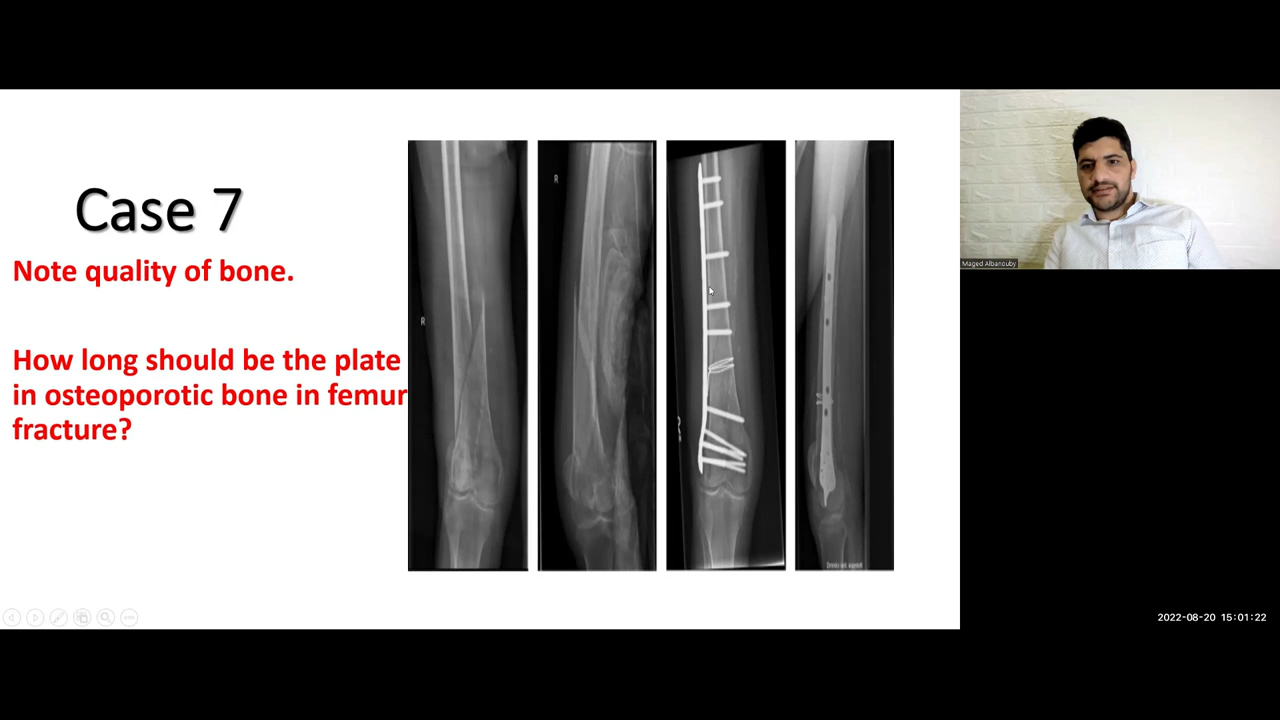 Case 7
Note quality of bone.
How long should be the plate
in osteoporotic bone in femur
fracture?
R
R
Maged Albanouby
2022-08-20 15:01:22